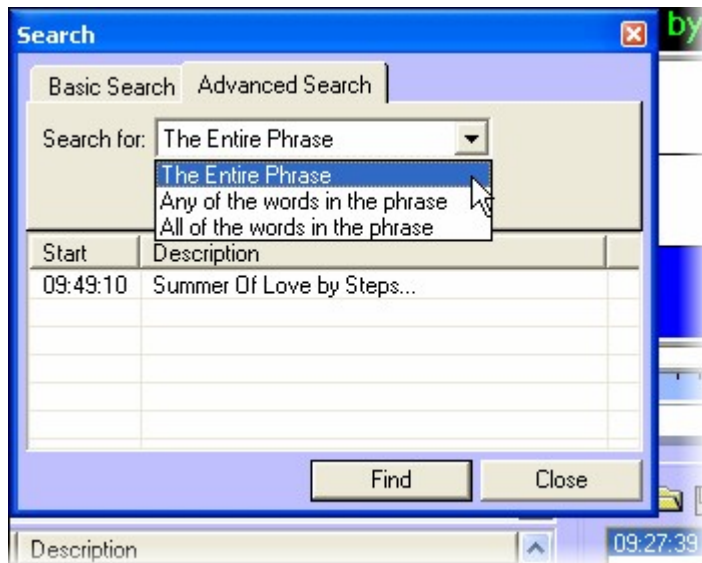 Search
by
Basic Search Advanced Search
Search for: The Entire Phrase
The Entire Phrase
Any of the words in the phrase
All of the words in the phrase
Start Description
09:49:10 Summer Of Love by Steps...
Find Close
Description
09:27:39